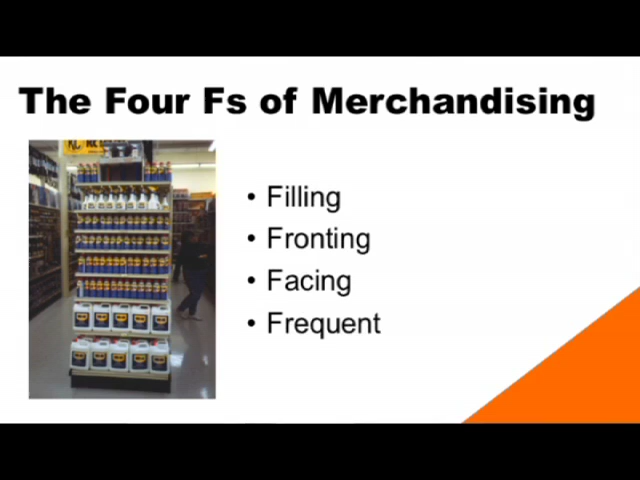 The Four Fs of Merchandising
• Filling
• Fronting
• Facing
• Frequent